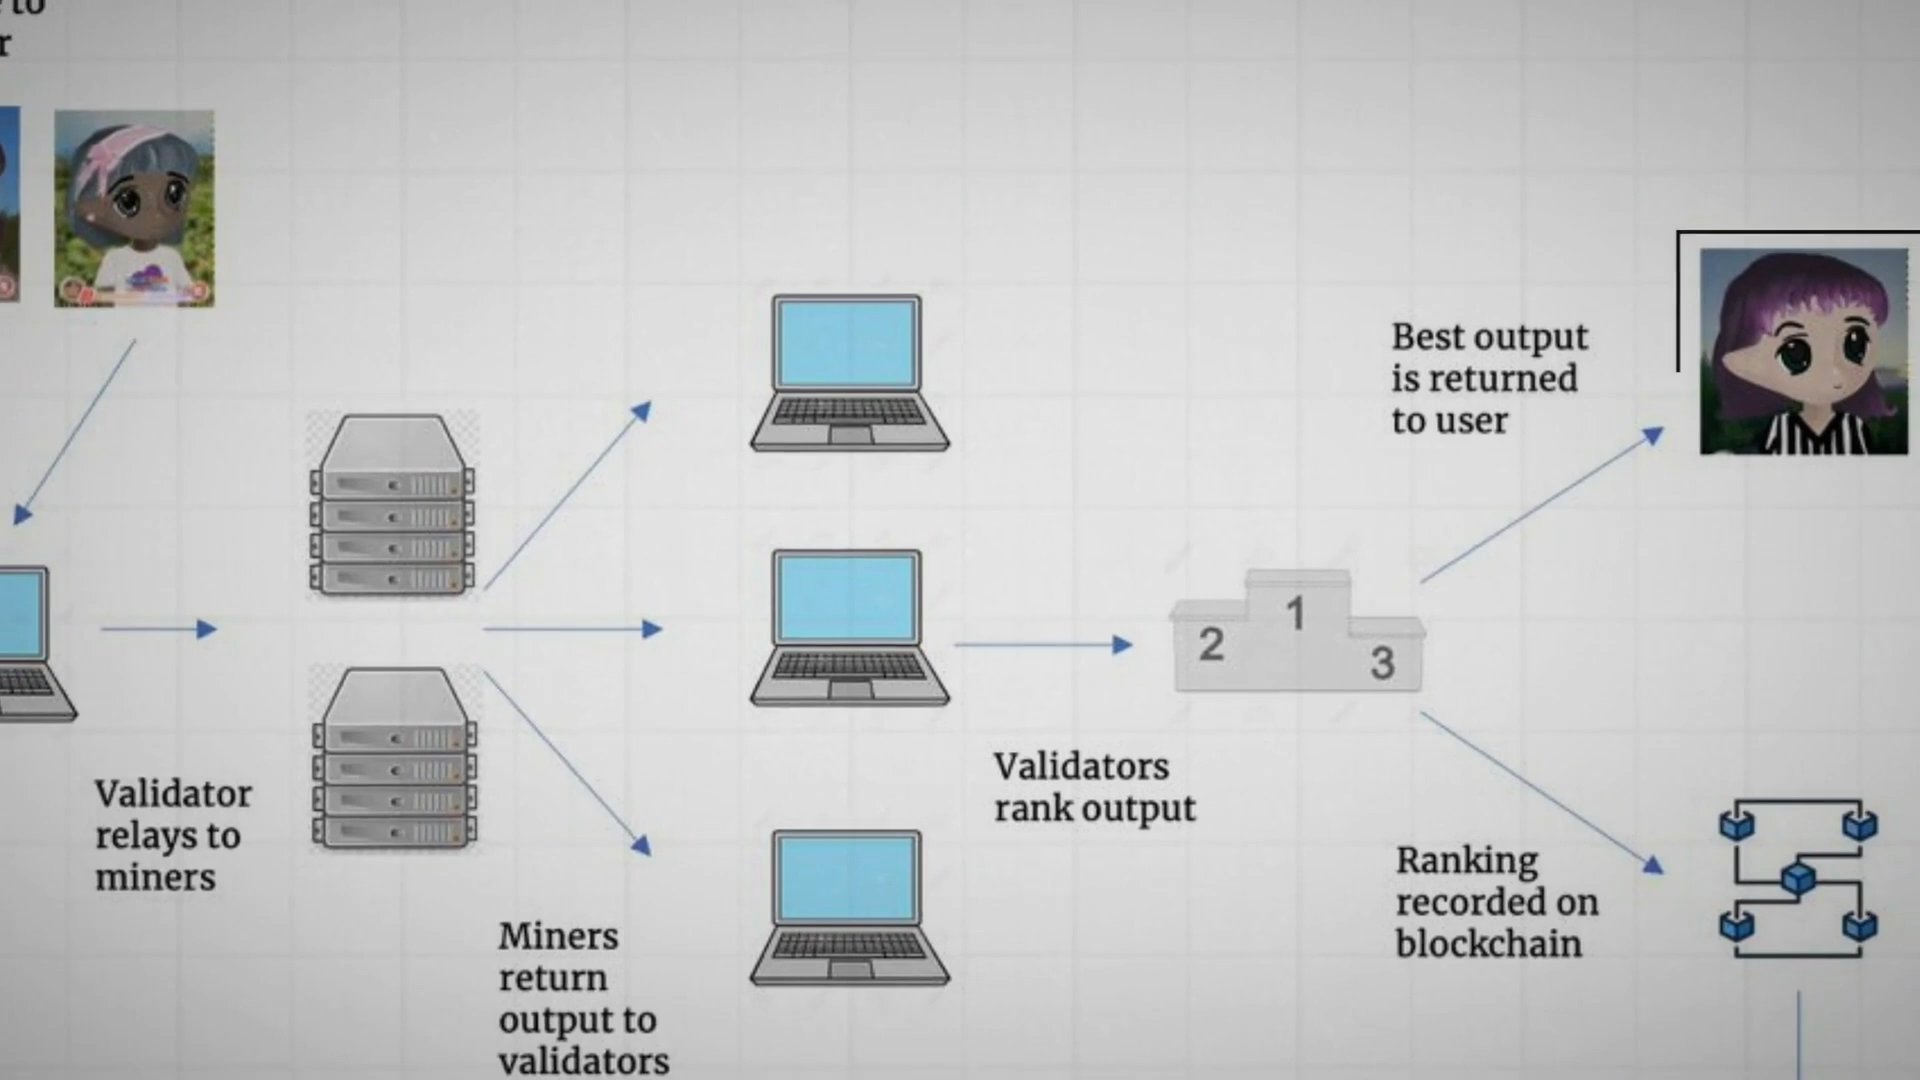 to
r
Best output
is returned
to user
1
2
3
Validators
rank output
Validator
relays to
miners
Ranking
recorded on
blockchain
Miners
return
output to
validators